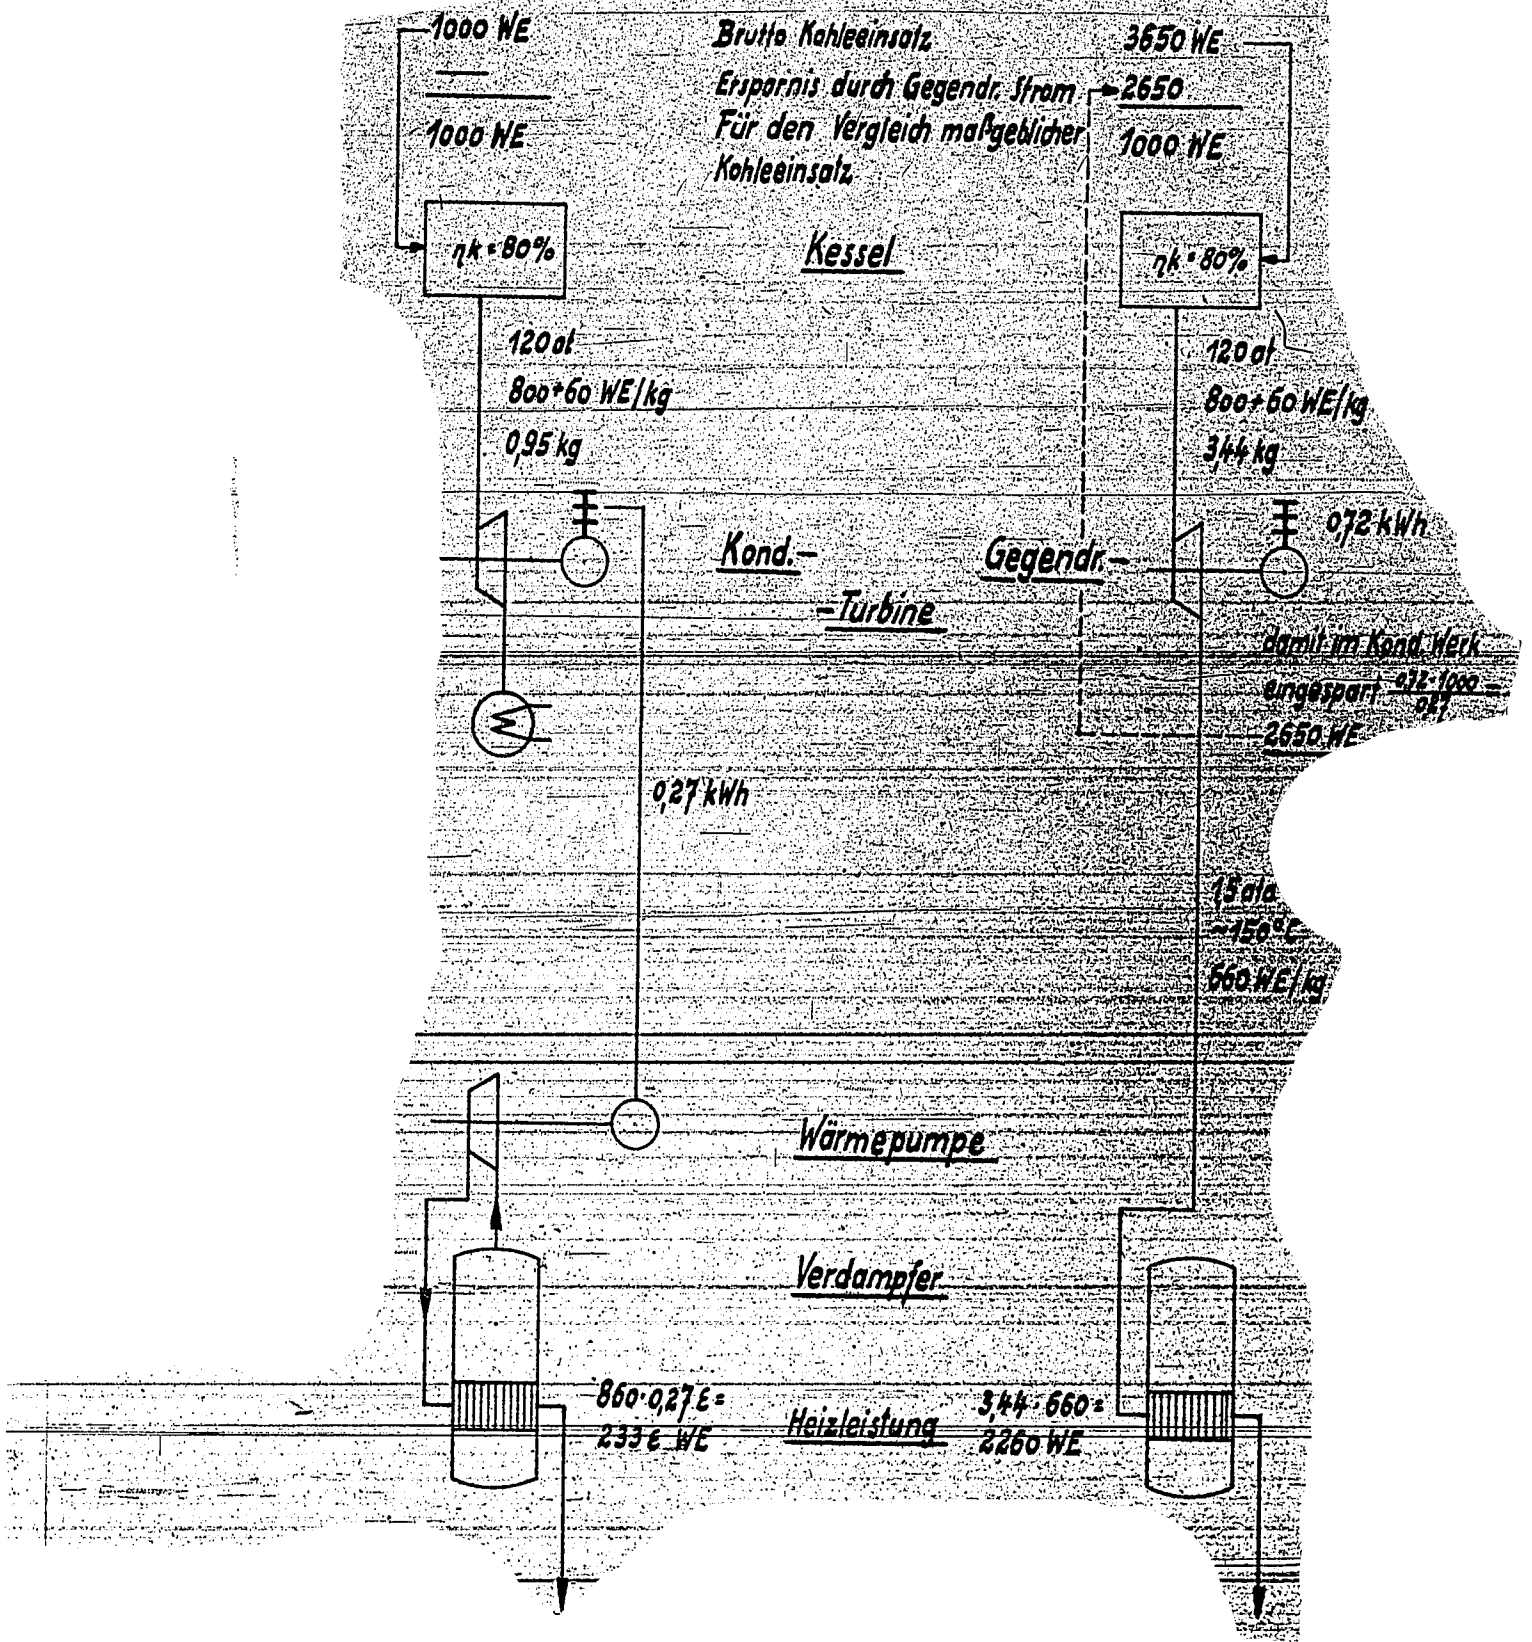 1000 WE
Brutto Kohleeinsatz
3650 WE
Ersparnis durch Gegendr. Strom
2650
1000 WE
Für den Vergleich maßgeblicher
Kohleeinsatz
1000 WE
ηk = 80%
Kessel
ηk = 80%
120 at
800+60 WE/kg
0,95 kg
120 at
800+60 WE/kg
3,44 kg
Kond.-
Gegendr.-
-Turbine
0,72 kWh
damit im Kond. Werk
eingespart 0,72·1000 / 0,27 =
2650 WE
0,27 kWh
1,5 ata
~150°C
660 WE/kg
Wärmepumpe
Verdampfer
860·0,27 ε =
233 ε WE
Heizleistung
3,44·660 =
2260 WE